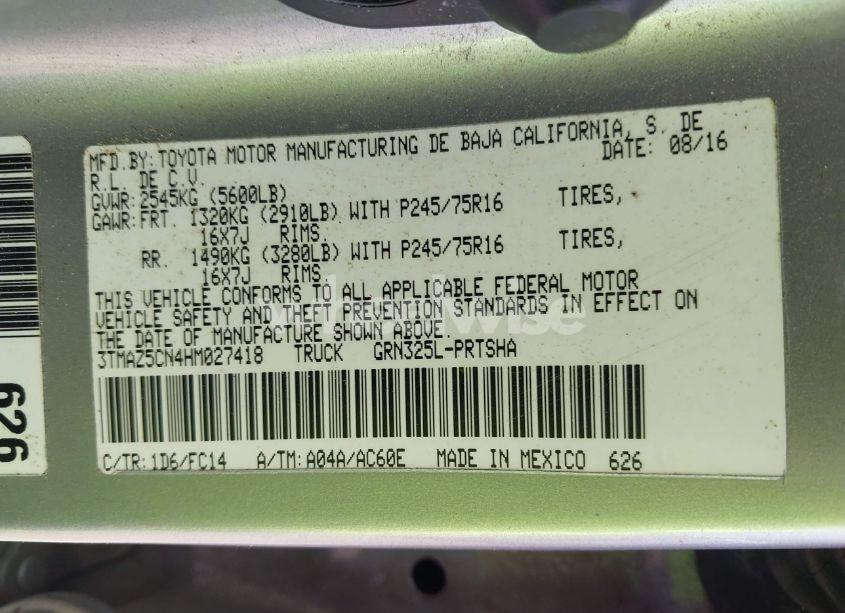 MFD.BY:TOYOTA MOTOR MANUFACTURING DE BAJA CALIFORNIA, S. DE
R.L. DE C.V. DATE: 08/16
GVWR:2545KG (5600LB)
GAWR:FRT. 1320KG (2910LB) WITH P245/75R16 TIRES,
16X7J RIMS.
RR. 1490KG (3280LB) WITH P245/75R16 TIRES,
16X7J RIMS.
THIS VEHICLE CONFORMS TO ALL APPLICABLE FEDERAL MOTOR
VEHICLE SAFETY AND THEFT PREVENTION STANDARDS IN EFFECT ON
THE DATE OF MANUFACTURE SHOWN ABOVE.
3TMAZ5CN4HM027418 TRUCK GRN325L-PRTSHA
C/TR:1D6/FC14 A/TM:A04A/AC60E MADE IN MEXICO 626
626